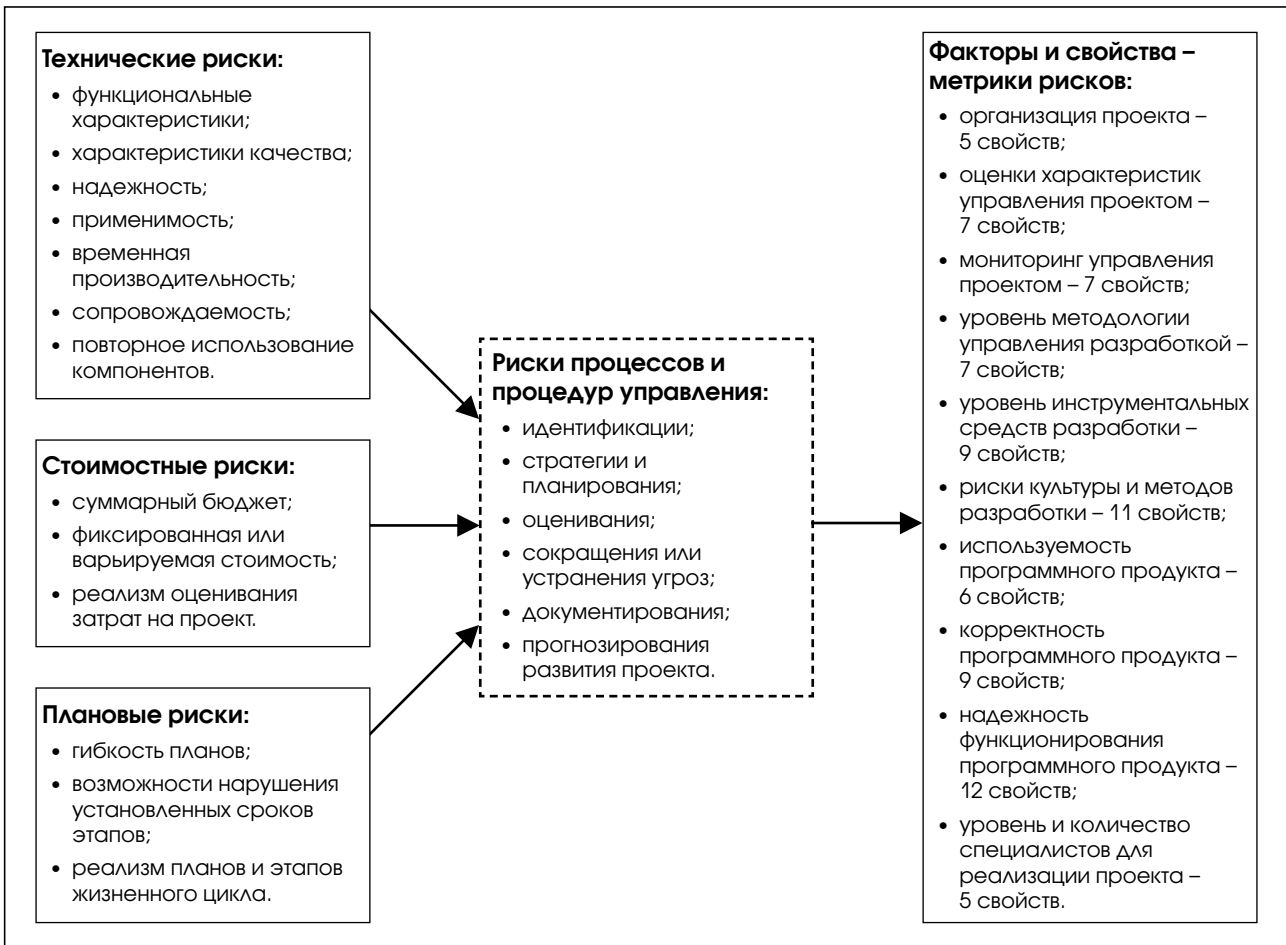 Технические риски:
• функциональные
характеристики;
• характеристики качества;
• надежность;
• применимость;
• временная
производительность;
• сопровождаемость;
• повторное использование
компонентов.
Стоимостные риски:
• суммарный бюджет;
• фиксированная или
варьируемая стоимость;
• реализм оценивания
затрат на проект.
Плановые риски:
• гибкость планов;
• возможности нарушения
установленных сроков
этапов;
• реализм планов и этапов
жизненного цикла.
Риски процессов и
процедур управления:
• идентификации;
• стратегии и
планирования;
• оценивания;
• сокращения или
устранения угроз;
• документирования;
• прогнозирования
развития проекта.
Факторы и свойства –
метрики рисков:
• организация проекта –
5 свойств;
• оценки характеристик
управления проектом –
7 свойств;
• мониторинг управления
проектом – 7 свойств;
• уровень методологии
управления разработкой –
7 свойств;
• уровень инструментальных
средств разработки –
9 свойств;
• риски культуры и методов
разработки – 11 свойств;
• используемость
программного продукта –
6 свойств;
• корректность
программного продукта –
9 свойств;
• надежность
функционирования
программного продукта –
12 свойств;
• уровень и количество
специалистов для
реализации проекта –
5 свойств.